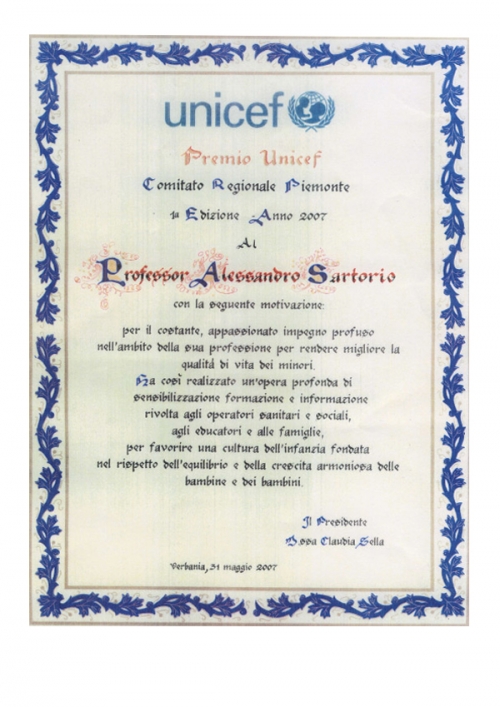 unicef
Premio Unicef
Comitato Regionale Piemonte
1a Edizione Anno 2007
Al
Professor Alessandro Sartorio
con la seguente motivazione:
per il costante, appassionato impegno profuso
nell'ambito della sua professione per rendere migliore la
qualità di vita dei minori.
Ha così realizzato un'opera profonda di
sensibilizzazione formazione e informazione
rivolta agli operatori sanitari e sociali,
agli educatori e alle famiglie,
per favorire una cultura dell'infanzia fondata
nel rispetto dell'equilibrio e della crescita armoniosa delle
bambine e dei bambini.
Il Presidente
D.ssa Claudia Sella
Verbania, 31 maggio 2007